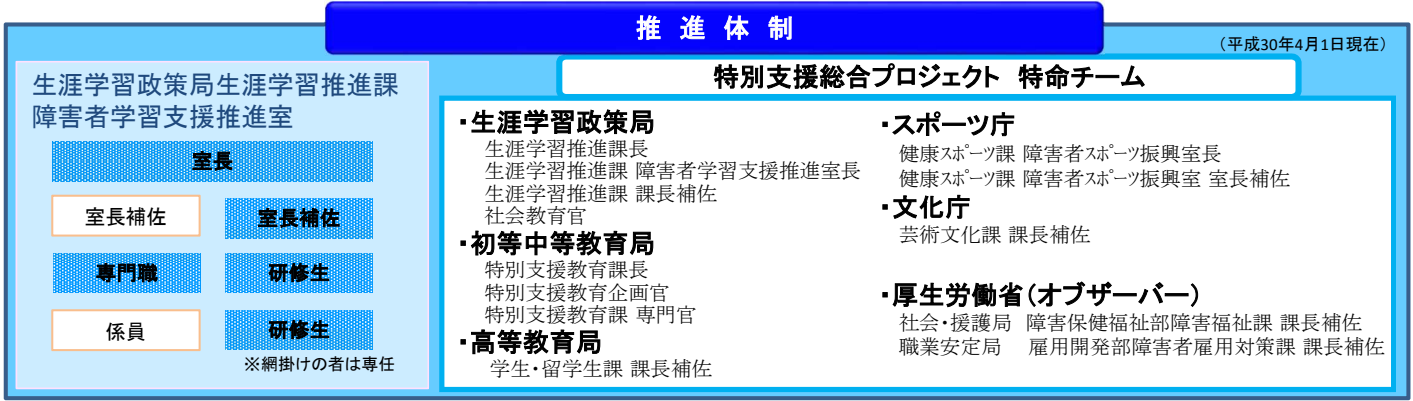 推 進 体 制
（平成30年4月1日現在）
生涯学習政策局生涯学習推進課
障害者学習支援推進室
室長
室長補佐
室長補佐
専門職
研修生
係員
研修生
※網掛けの者は専任
特別支援総合プロジェクト 特命チーム
・生涯学習政策局
生涯学習推進課長
生涯学習推進課 障害者学習支援推進室長
生涯学習推進課 課長補佐
社会教育官
・初等中等教育局
特別支援教育課長
特別支援教育企画官
特別支援教育課 専門官
・高等教育局
学生・留学生課 課長補佐
・スポーツ庁
健康ｽﾎﾟｰﾂ課 障害者ｽﾎﾟｰﾂ振興室長
健康ｽﾎﾟｰﾂ課 障害者ｽﾎﾟｰﾂ振興室 室長補佐
・文化庁
芸術文化課 課長補佐
・厚生労働省（オブザーバー）
社会・援護局 障害保健福祉部障害福祉課 課長補佐
職業安定局 雇用開発部障害者雇用対策課 課長補佐